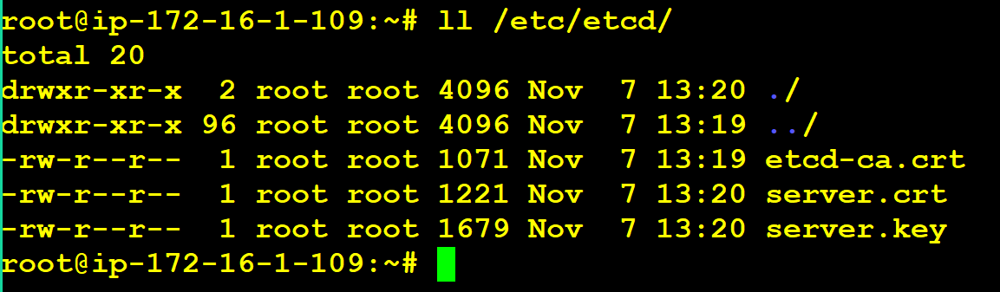 root@ip-172-16-1-109:~# ll /etc/etcd/
total 20
drwxr-xr-x  2 root root 4096 Nov  7 13:20 ./
drwxr-xr-x 96 root root 4096 Nov  7 13:19 ../
-rw-r--r--  1 root root 1071 Nov  7 13:19 etcd-ca.crt
-rw-r--r--  1 root root 1221 Nov  7 13:20 server.crt
-rw-r--r--  1 root root 1679 Nov  7 13:20 server.key
root@ip-172-16-1-109:~#